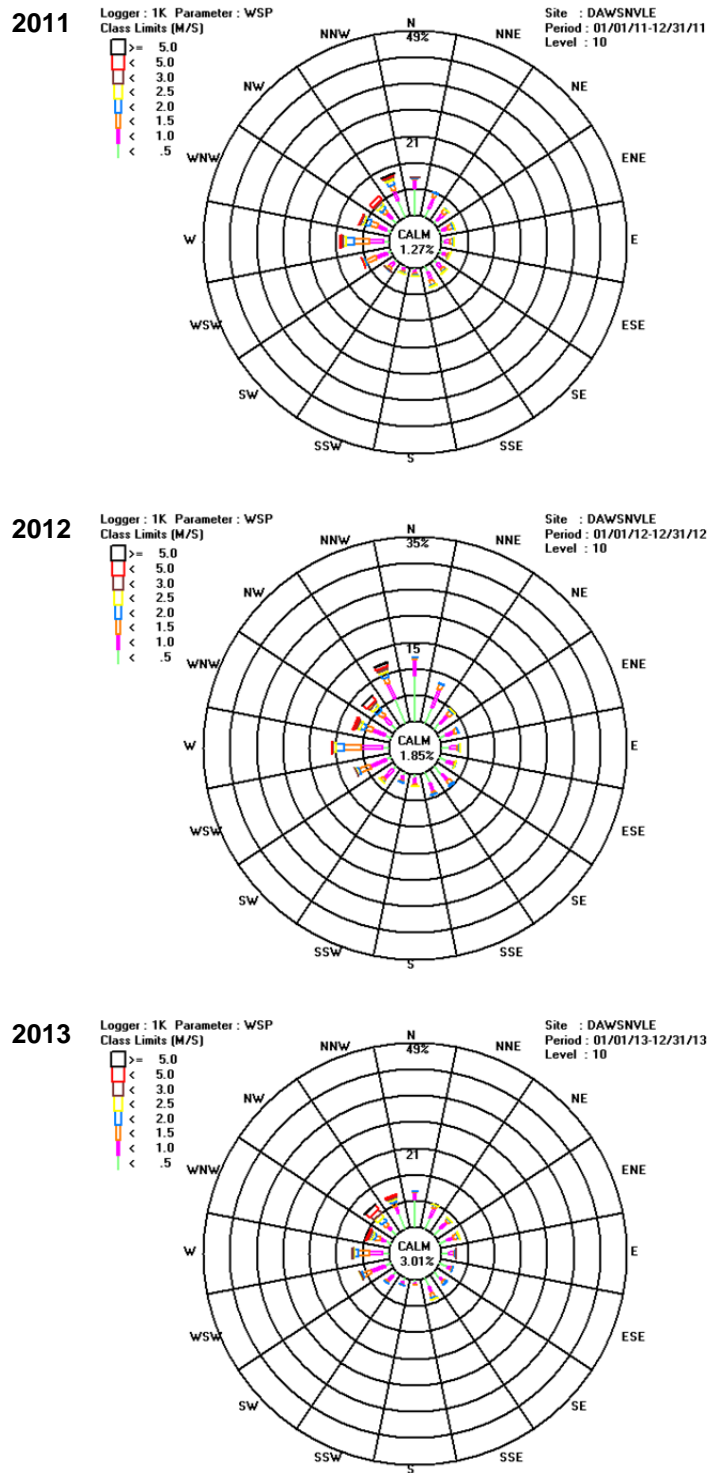 2011
Logger : 1K Parameter : WSP
Class Limits (M/S)
>= 5.0
< 5.0
< 3.0
< 2.5
< 2.0
< 1.5
< 1.0
< .5
Site : DAWSNVLE
Period : 01/01/11-12/31/11
Level : 10
N
49%
NNW
NNE
NW
NE
21
WNW
ENE
W
CALM
1.27%
E
WSW
ESE
SW
SE
SSW
SSE
S
2012
Logger : 1K Parameter : WSP
Class Limits (M/S)
>= 5.0
< 5.0
< 3.0
< 2.5
< 2.0
< 1.5
< 1.0
< .5
Site : DAWSNVLE
Period : 01/01/12-12/31/12
Level : 10
N
35%
NNW
NNE
NW
NE
15
WNW
ENE
W
CALM
1.85%
E
WSW
ESE
SW
SE
SSW
SSE
S
2013
Logger : 1K Parameter : WSP
Class Limits (M/S)
>= 5.0
< 5.0
< 3.0
< 2.5
< 2.0
< 1.5
< 1.0
< .5
Site : DAWSNVLE
Period : 01/01/13-12/31/13
Level : 10
N
49%
NNW
NNE
NW
NE
21
WNW
ENE
W
CALM
3.01%
E
WSW
ESE
SW
SE
SSW
SSE
S